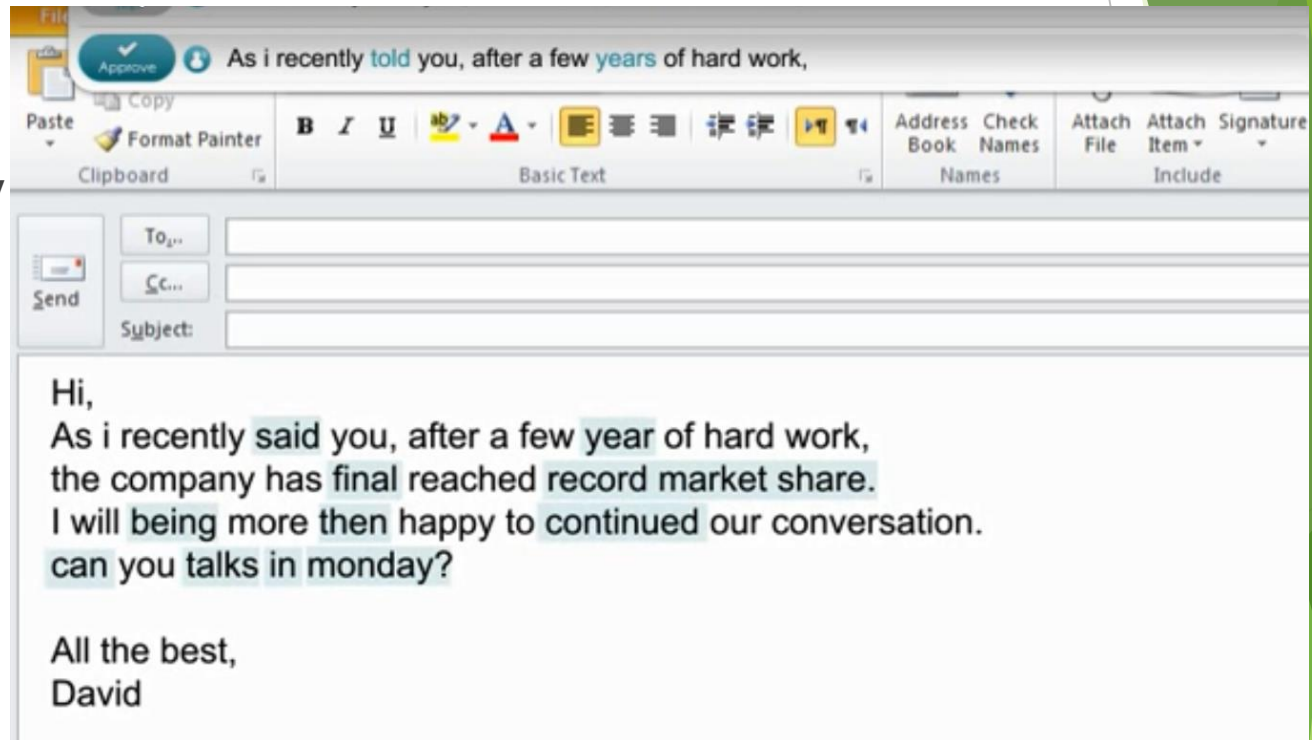 File
Approve As i recently told you, after a few years of hard work,
Copy
Paste
Format Painter
B I U
Address Book
Check Names
Attach File
Attach Item
Signature
Clipboard
Basic Text
Names
Include
To...
Cc...
Send
Subject:
Hi,
As i recently said you, after a few year of hard work,
the company has final reached record market share.
I will being more then happy to continued our conversation.
can you talks in monday?
All the best,
David